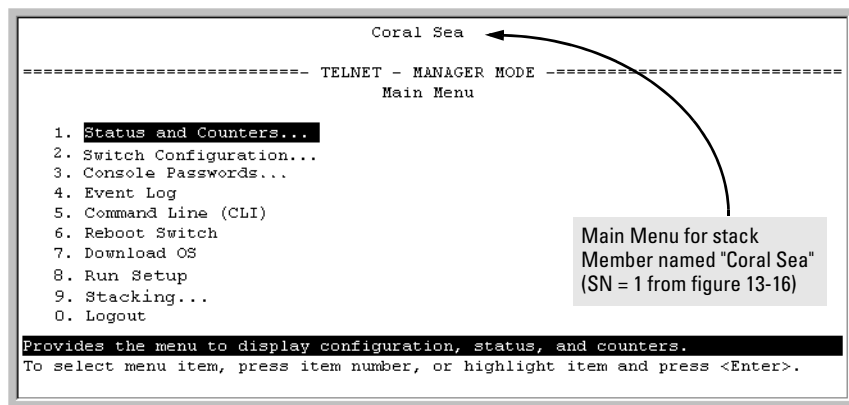 Coral Sea
===========================- TELNET - MANAGER MODE -===========================
Main Menu
1. Status and Counters...
2. Switch Configuration...
3. Console Passwords...
4. Event Log
5. Command Line (CLI)
6. Reboot Switch
7. Download OS
8. Run Setup
9. Stacking...
0. Logout
Main Menu for stack
Member named "Coral Sea"
(SN = 1 from figure 13-16)
Provides the menu to display configuration, status, and counters.
To select menu item, press item number, or highlight item and press <Enter>.